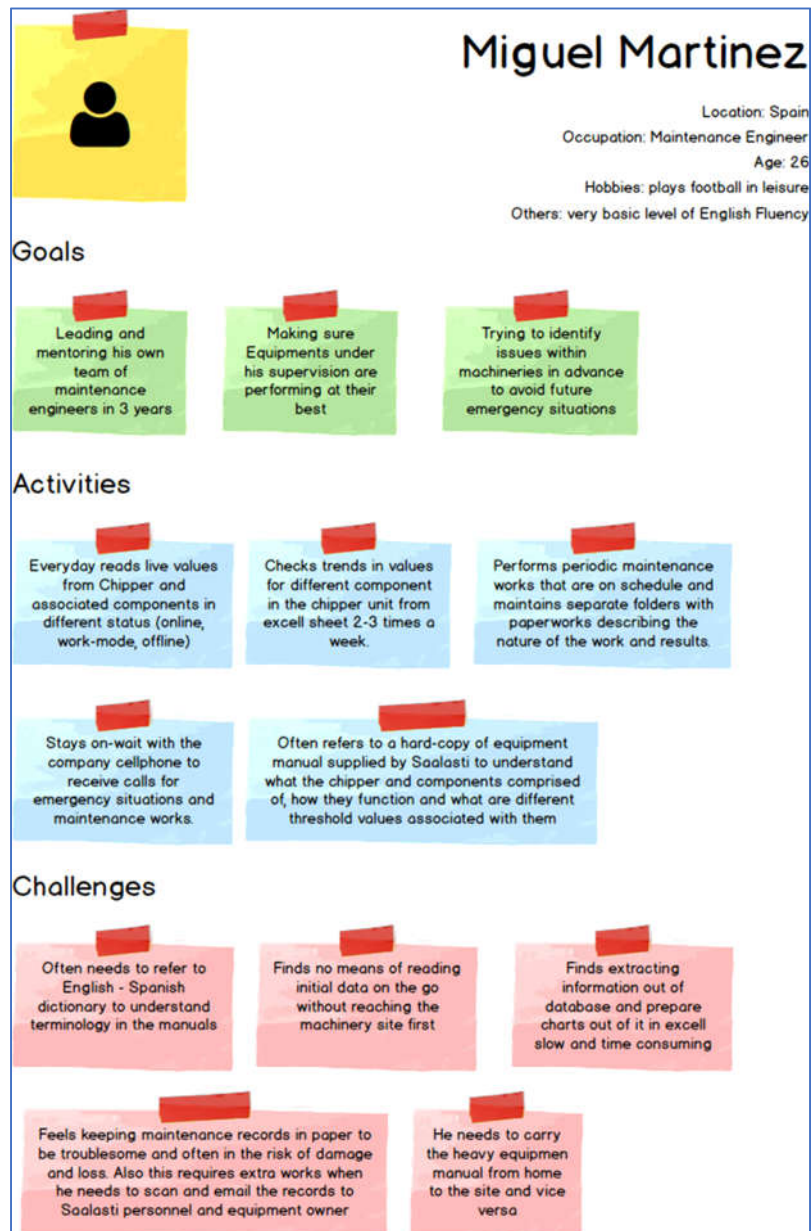 Miguel Martinez
Location: Spain
Occupation: Maintenance Engineer
Age: 26
Hobbies: plays football in leisure
Others: very basic level of English Fluency
Goals
Leading and
mentoring his own
team of
maintenance
engineers in 3 years
Making sure
Equipments under
his supervision are
performing at their
best
Trying to identify
issues within
machineries in advance
to avoid future
emergency situations
Activities
Everyday reads live values
from Chipper and
associated components in
different status (online,
work-mode, offline)
Checks trends in values
for different component
in the chipper unit from
excell sheet 2-3 times a
week.
Performs periodic maintenance
works that are on schedule and
maintains separate folders with
paperworks describing the
nature of the work and results.
Stays on-wait with the
company cellphone to
receive calls for
emergency situations and
maintenance works.
Often refers to a hard-copy of equipment
manual supplied by Saalasti to understand
what the chipper and components comprised
of, how they function and what are different
threshold values associated with them
Challenges
Often needs to refer to
English - Spanish
dictionary to understand
terminology in the manuals
Finds no means of reading
initial data on the go
without reaching the
machinery site first
Finds extracting
information out of
database and prepare
charts out of it in excell
slow and time consuming
Feels keeping maintenance records in paper to
be troublesome and often in the risk of damage
and loss. Also this requires extra works when
he needs to scan and email the records to
Saalasti personnel and equipment owner
He needs to carry
the heavy equipmen
manual from home
to the site and vice
versa